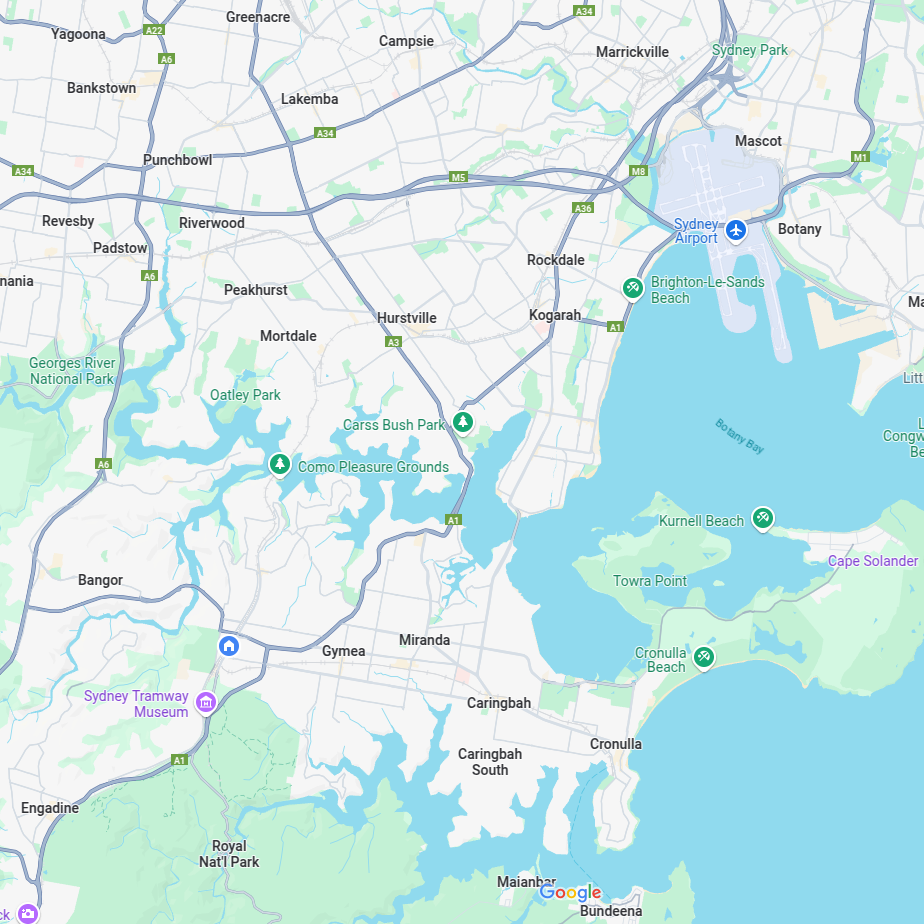 Greenacre
A34
Yagoona
A22
Campsie
Marrickville
Sydney Park
A6
Bankstown
Lakemba
A34
Mascot
Punchbowl
M1
A34
M5
M8
A36
Revesby
Riverwood
Sydney
Airport
Botany
Padstow
Rockdale
A6
nania
Peakhurst
Brighton-Le-Sands
Beach
Hurstville
Kogarah
A1
Mortdale
A3
Georges River
National Park
Oatley Park
Carss Bush Park
Botany Bay
A6
Como Pleasure Grounds
A1
Kurnell Beach
Cape Solander
Bangor
Towra Point
Miranda
Gymea
Cronulla
Beach
Sydney Tramway
Museum
Caringbah
Cronulla
Caringbah
South
A1
Engadine
Royal
Nat'l Park
Maianbar
Google
Bundeena